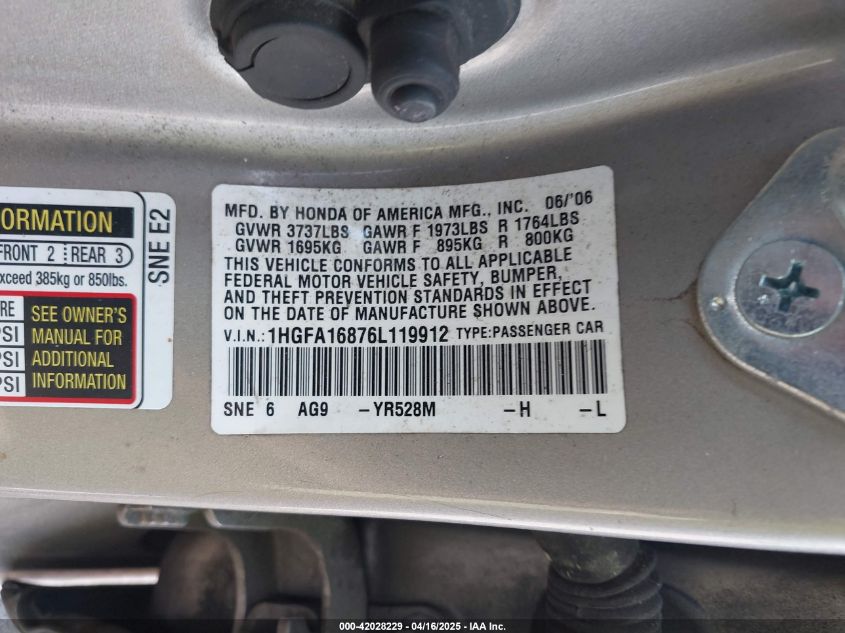 ORMATION
FRONT 2 REAR 3
xceed 385kg or 850lbs.
RE
PSI
PSI
PSI
SEE OWNER'S
MANUAL FOR
ADDITIONAL
INFORMATION
SNE E2
MFD. BY HONDA OF AMERICA MFG., INC. 06/'06
GVWR 3737LBS GAWR F 1973LBS R 1764LBS
GVWR 1695KG GAWR F 895KG R 800KG
THIS VEHICLE CONFORMS TO ALL APPLICABLE
FEDERAL MOTOR VEHICLE SAFETY, BUMPER,
AND THEFT PREVENTION STANDARDS IN EFFECT
ON THE DATE OF MANUFACTURE SHOWN ABOVE.
V.I.N.: 1HGFA16876L119912 TYPE:PASSENGER CAR
SNE 6 AG9 -YR528M -H -L
000-42028229 - 04/16/2025 - IAA Inc.